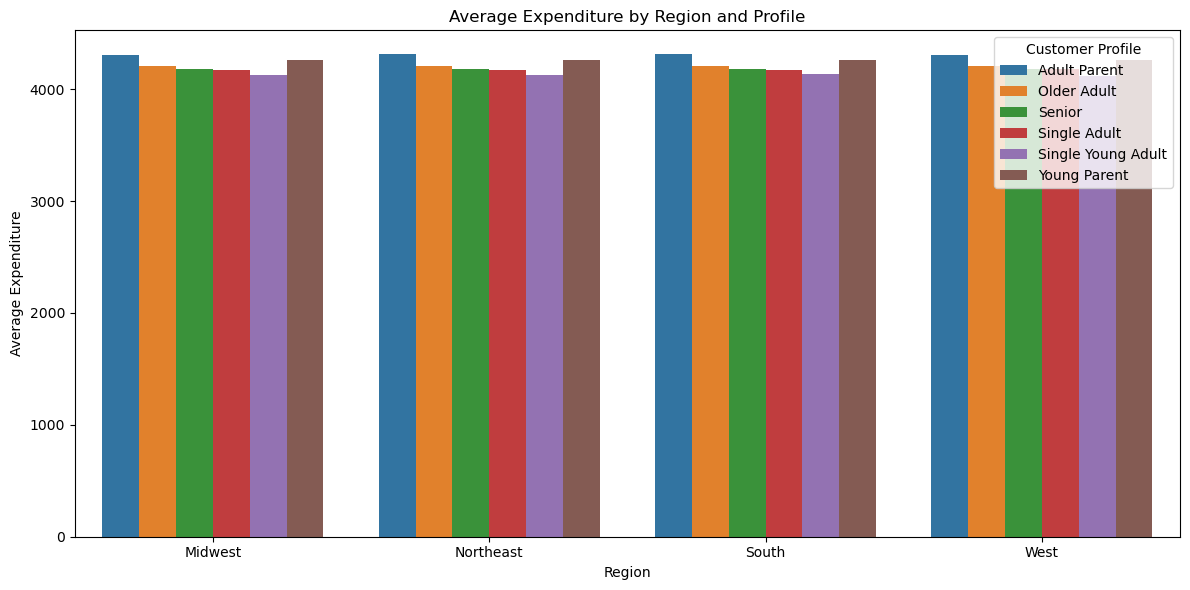 Average Expenditure by Region and Profile
Customer Profile
Adult Parent
Older Adult
Senior
Single Adult
Single Young Adult
Young Parent
Average Expenditure
4000
3000
2000
1000
0
Midwest
Northeast
South
West
Region